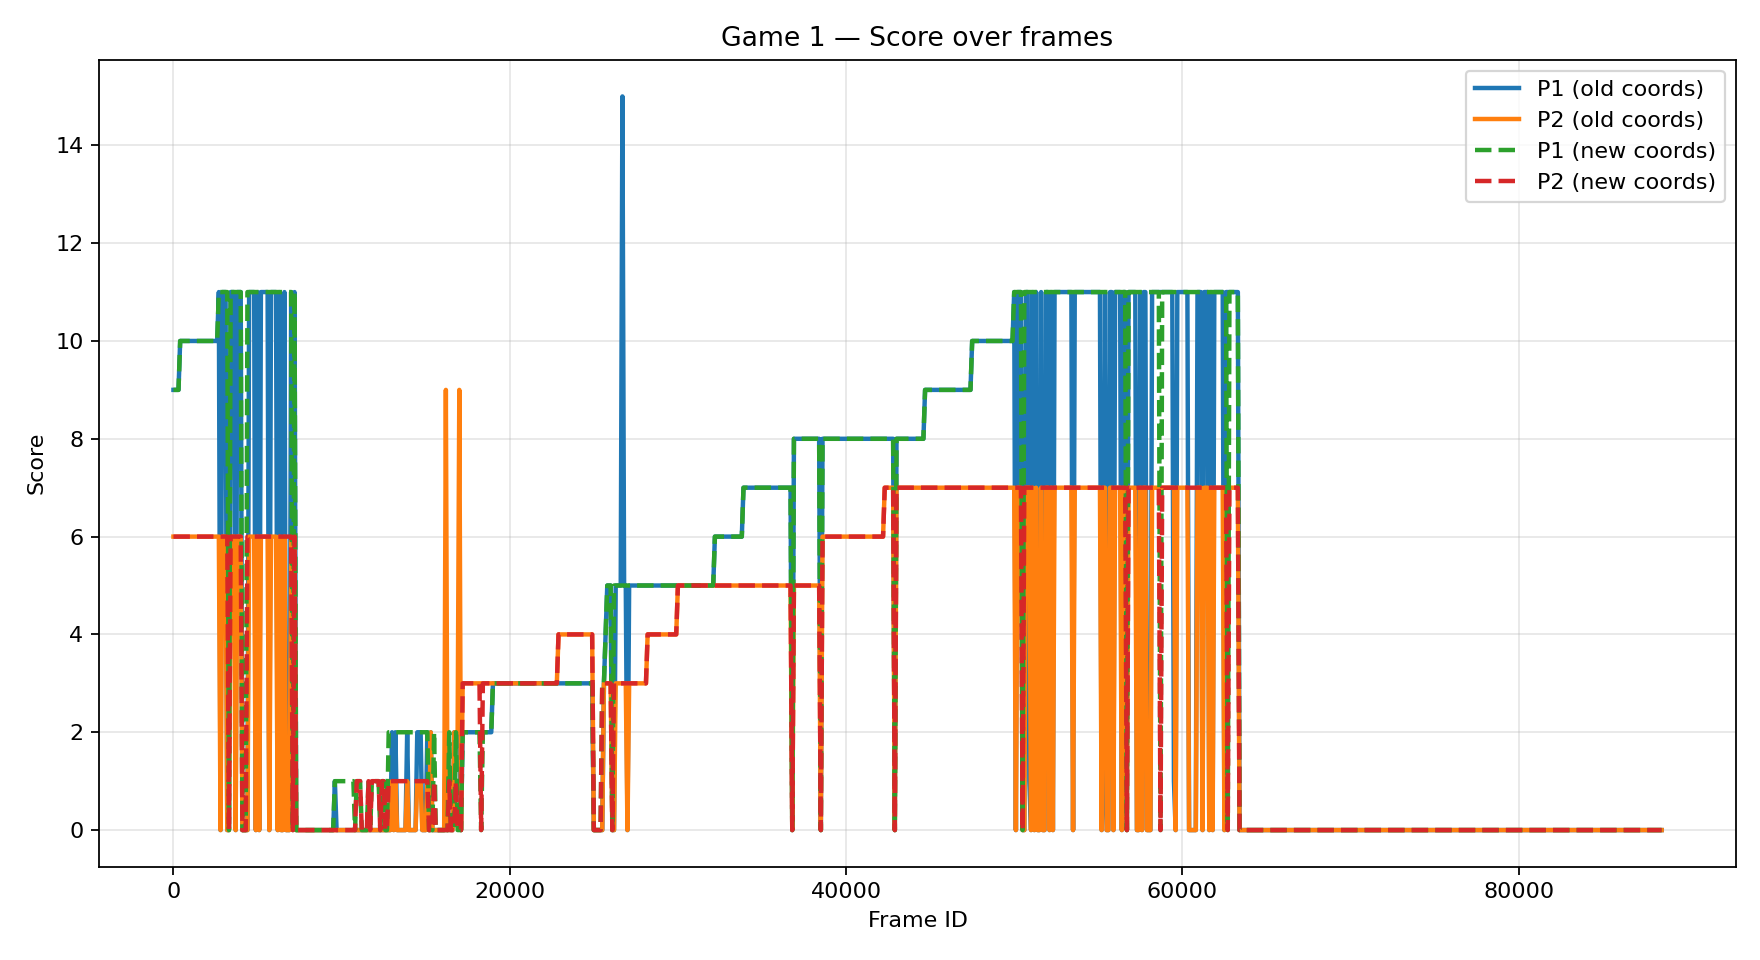 Game 1 — Score over frames
P1 (old coords)
P2 (old coords)
P1 (new coords)
P2 (new coords)
Score
14
12
10
8
6
4
2
0
0 20000 40000 60000 80000
Frame ID